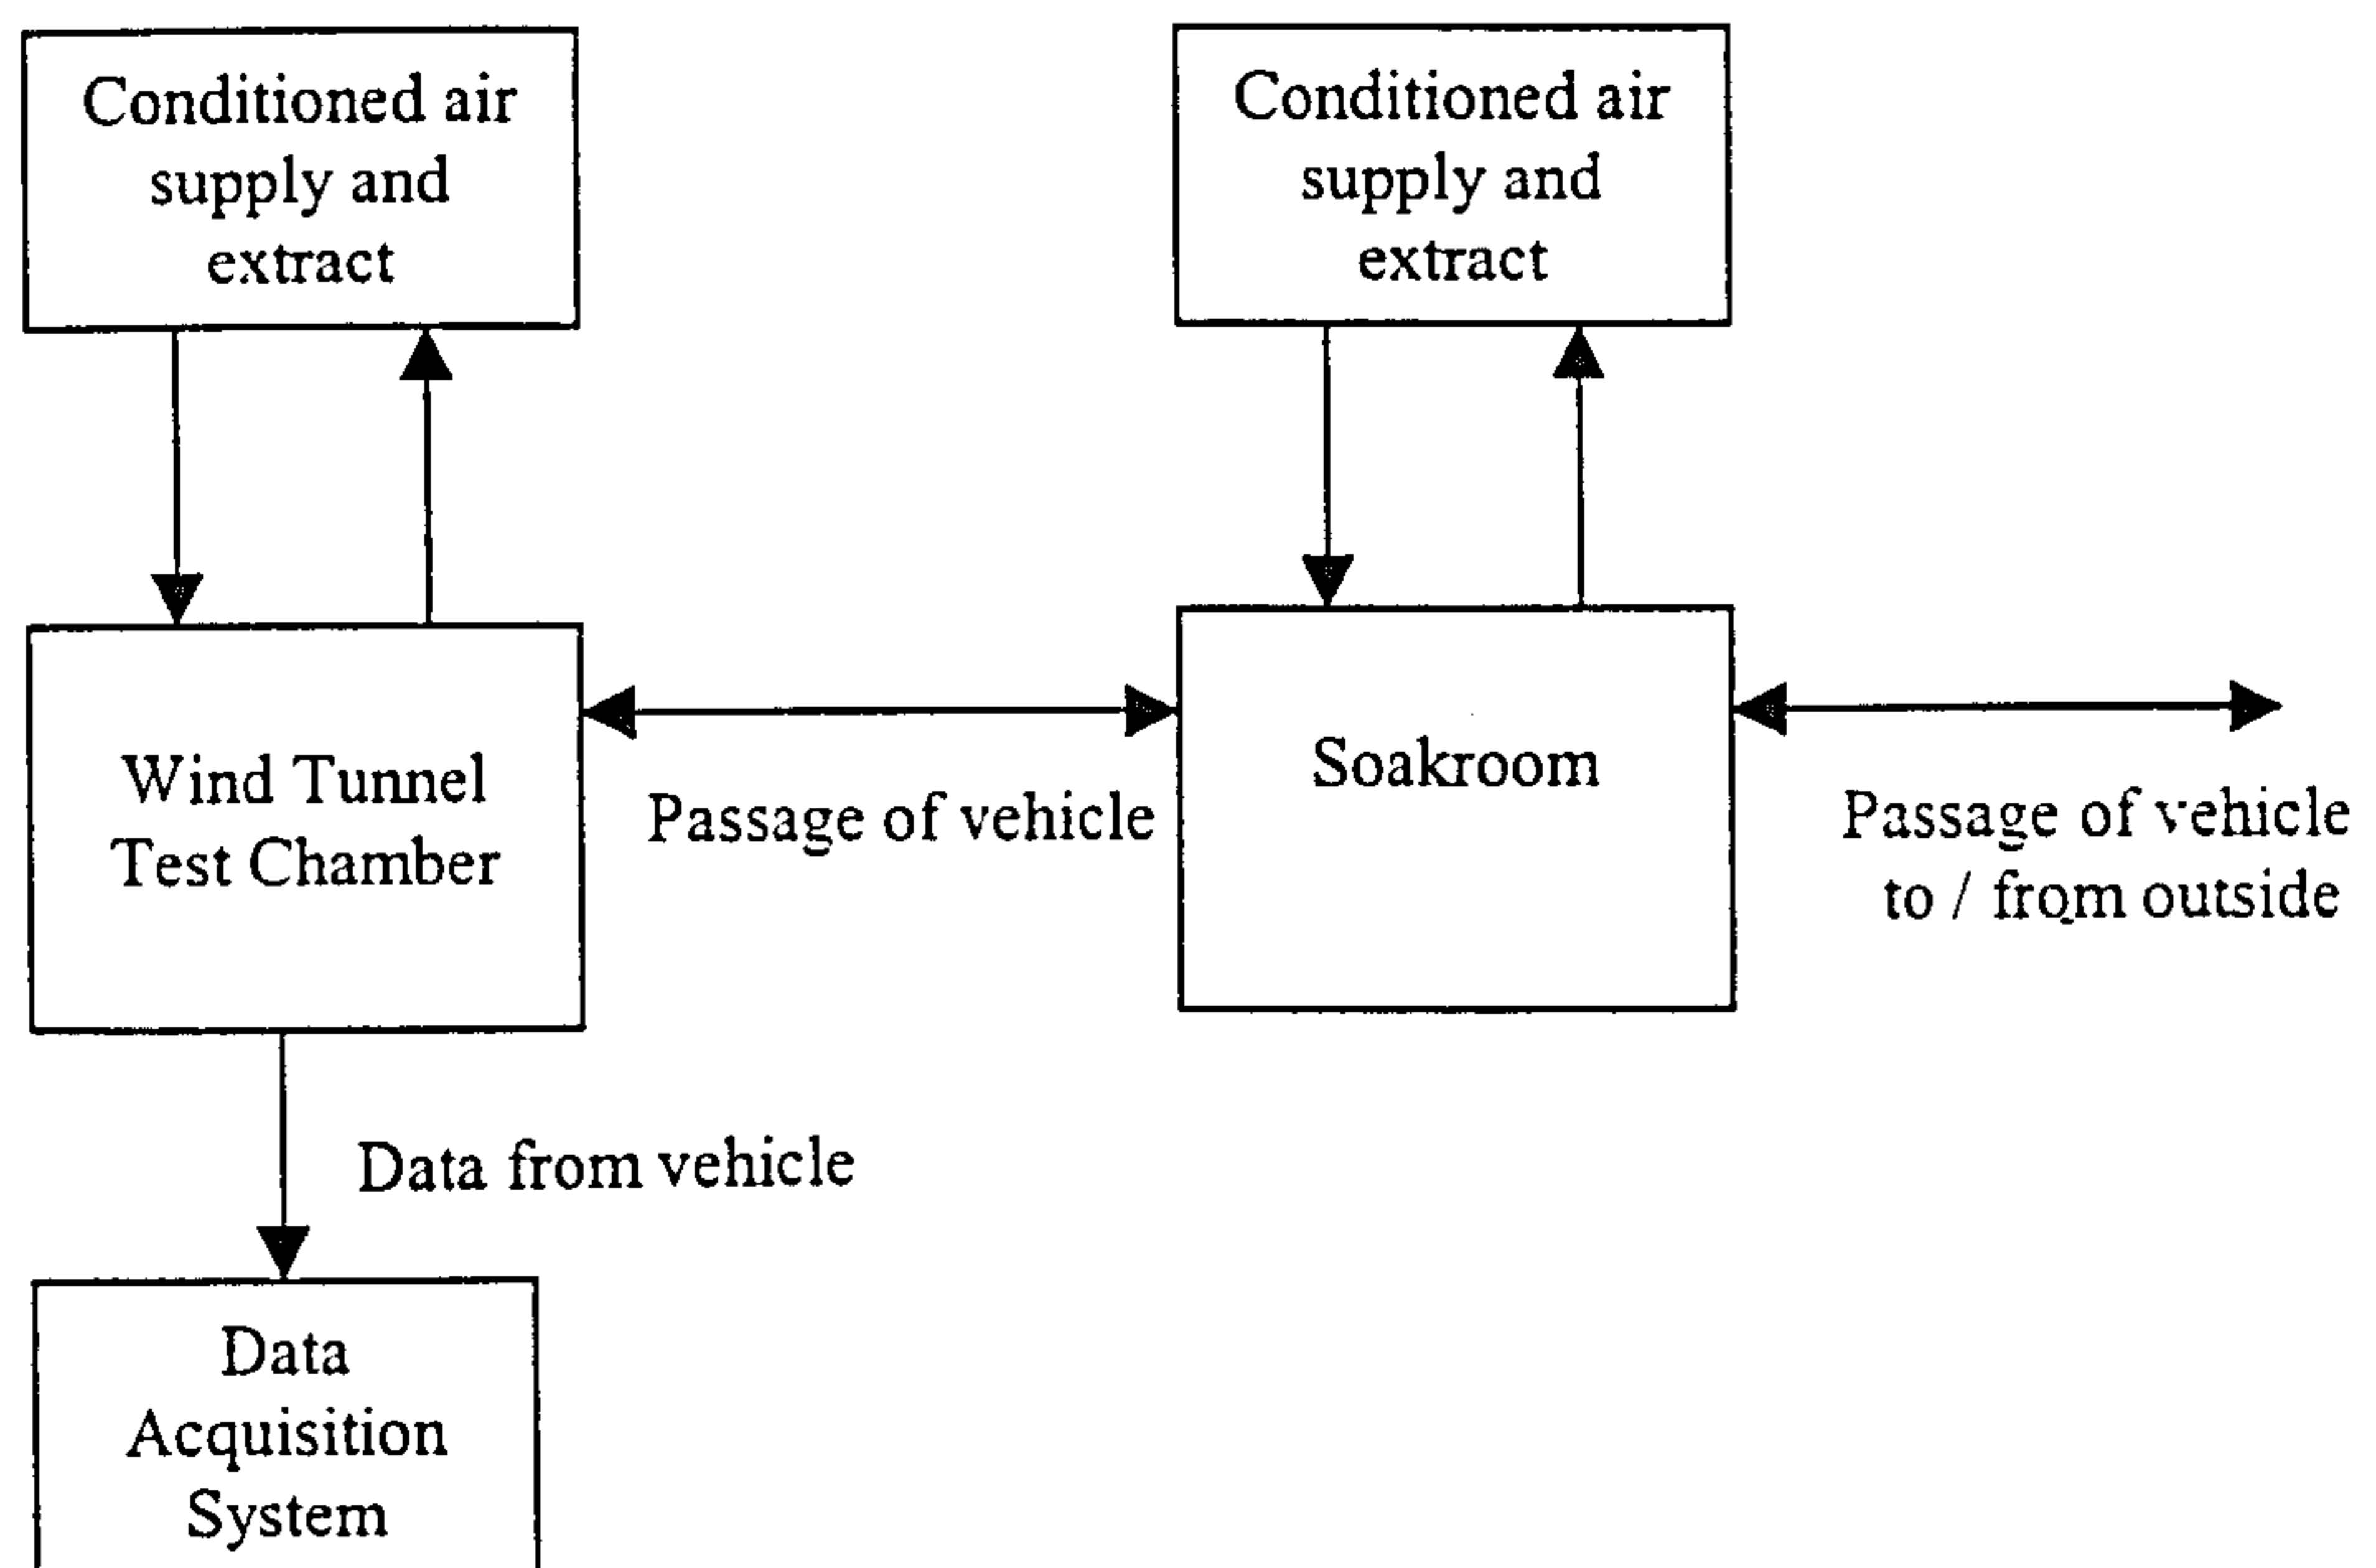 Conditioned air
supply and
extract
Conditioned air
supply and
extract
Wind Tunnel
Test Chamber
Passage of vehicle
Soakroom
Passage of vehicle
to / from outside
Data from vehicle
Data
Acquisition
System